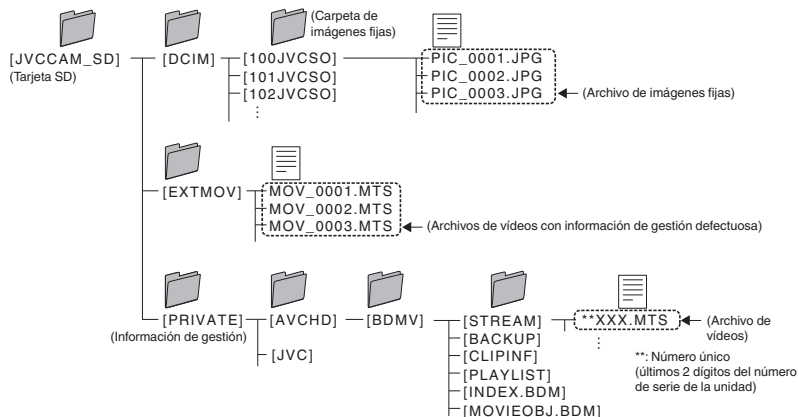 (Carpeta de
imágenes fijas)
[JVCCAM_SD]
(Tarjeta SD)
[DCIM]
[100JVCSO]
[101JVCSO]
[102JVCSO]
PIC_0001.JPG
PIC_0002.JPG
PIC_0003.JPG
(Archivo de imágenes fijas)
[EXTMOV]
MOV_0001.MTS
MOV_0002.MTS
MOV_0003.MTS
(Archivos de vídeos con información de gestión defectuosa)
[PRIVATE]
(Información de gestión)
[AVCHD]
[JVC]
[BDMV]
[STREAM]
[BACKUP]
[CLIPINF]
[PLAYLIST]
[INDEX.BDM]
[MOVIEOBJ.BDM]
**XXX.MTS
(Archivo de
vídeos)
**: Número único
(últimos 2 dígitos del número
de serie de la unidad)